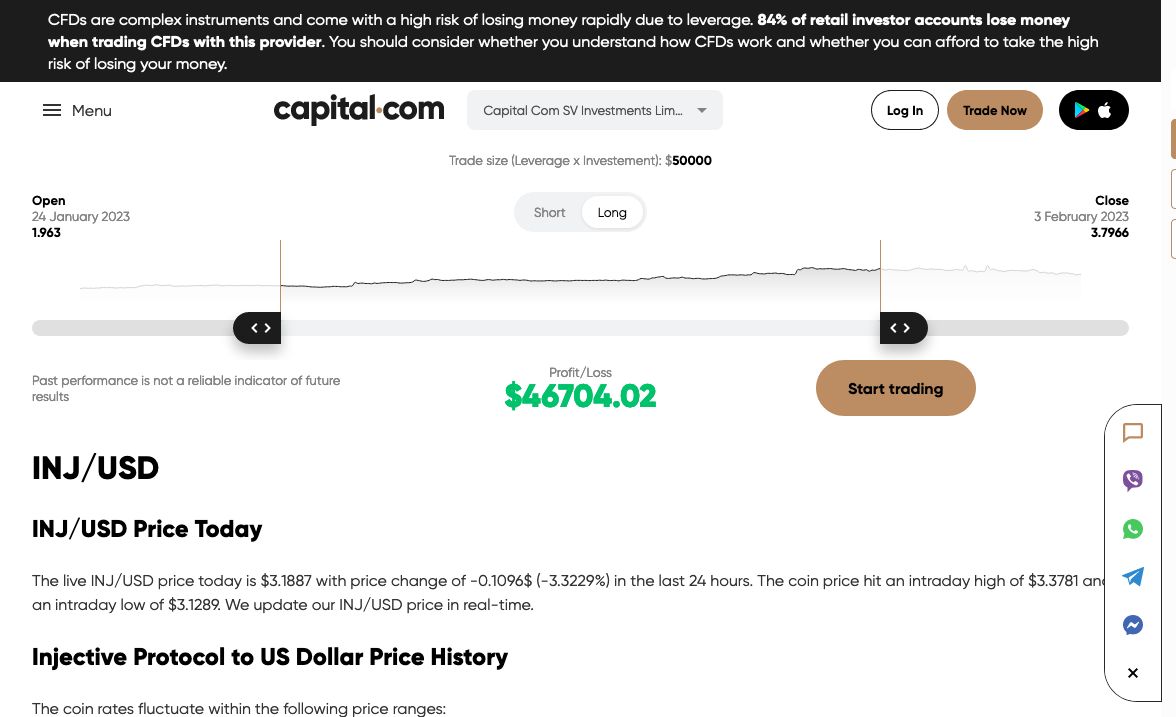 CFDs are complex instruments and come with a high risk of losing money rapidly due to leverage. 84% of retail investor accounts lose money
when trading CFDs with this provider. You should consider whether you understand how CFDs work and whether you can afford to take the high
risk of losing your money.
Menu
capital.com
Capital Com SV Investments Lim...
Log In
Trade Now
Trade size (Leverage x Investement): $50000
Open
24 January 2023
1.963
Short
Long
Close
3 February 2023
3.7966
Past performance is not a reliable indicator of future
results
Profit/Loss
$46704.02
Start trading
INJ/USD
INJ/USD Price Today
The live INJ/USD price today is $3.1887 with price change of -0.1096$ (-3.3229%) in the last 24 hours. The coin price hit an intraday high of $3.3781 and
an intraday low of $3.1289. We update our INJ/USD price in real-time.
Injective Protocol to US Dollar Price History
The coin rates fluctuate within the following price ranges: